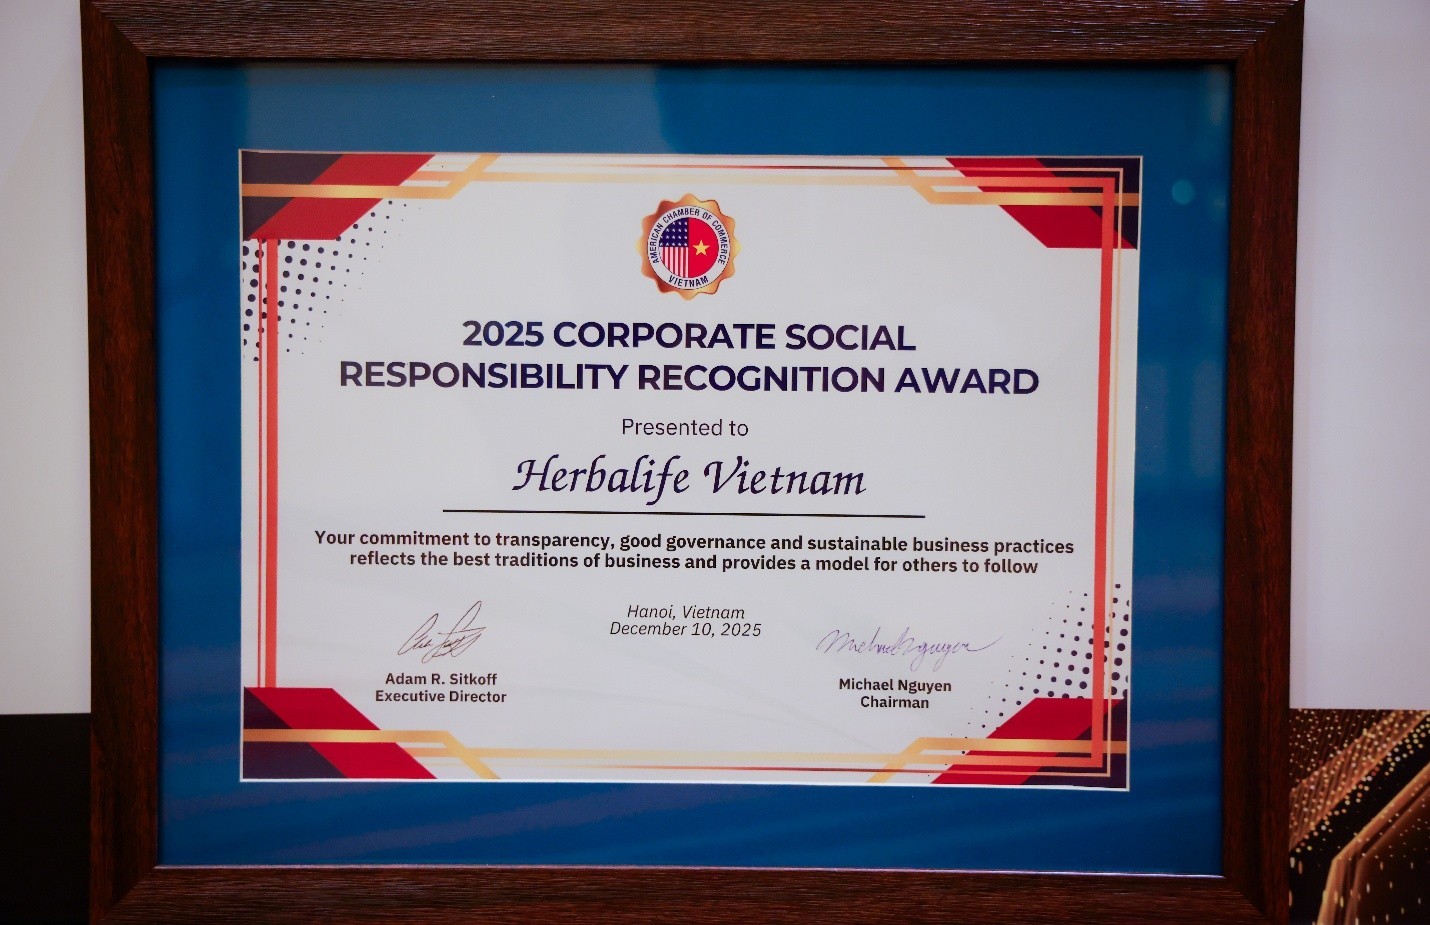 AMERICAN CHAMBER OF COMMERCE
VIETNAM
2025 CORPORATE SOCIAL
RESPONSIBILITY RECOGNITION AWARD
Presented to
Herbalife Vietnam
Your commitment to transparency, good governance and sustainable business practices
reflects the best traditions of business and provides a model for others to follow
Hanoi, Vietnam
December 10, 2025
Adam R. Sitkoff
Executive Director
Michael Nguyen
Michael Nguyen
Chairman